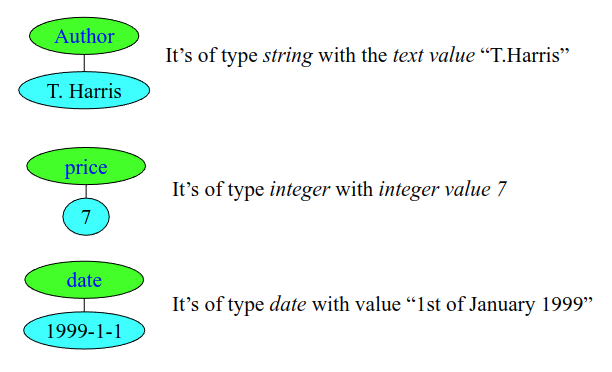 Author
It's of type string with the text value “T.Harris”
T. Harris
price
It's of type integer with integer value 7
7
date
It's of type date with value “1st of January 1999”
1999-1-1